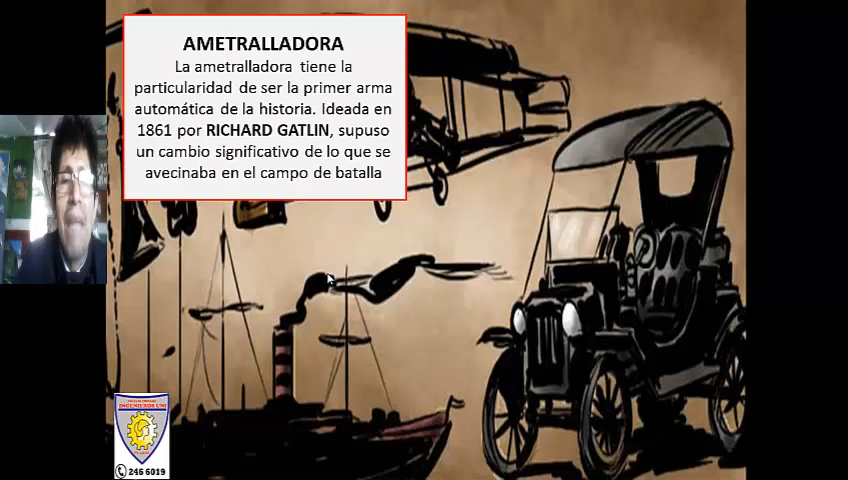 AMETRALLADORA
La ametralladora tiene la
particularidad de ser la primer arma
automática de la historia. Ideada en
1861 por RICHARD GATLIN, supuso
un cambio significativo de lo que se
avecinaba en el campo de batalla
INGENIEROS UNI
246 6019